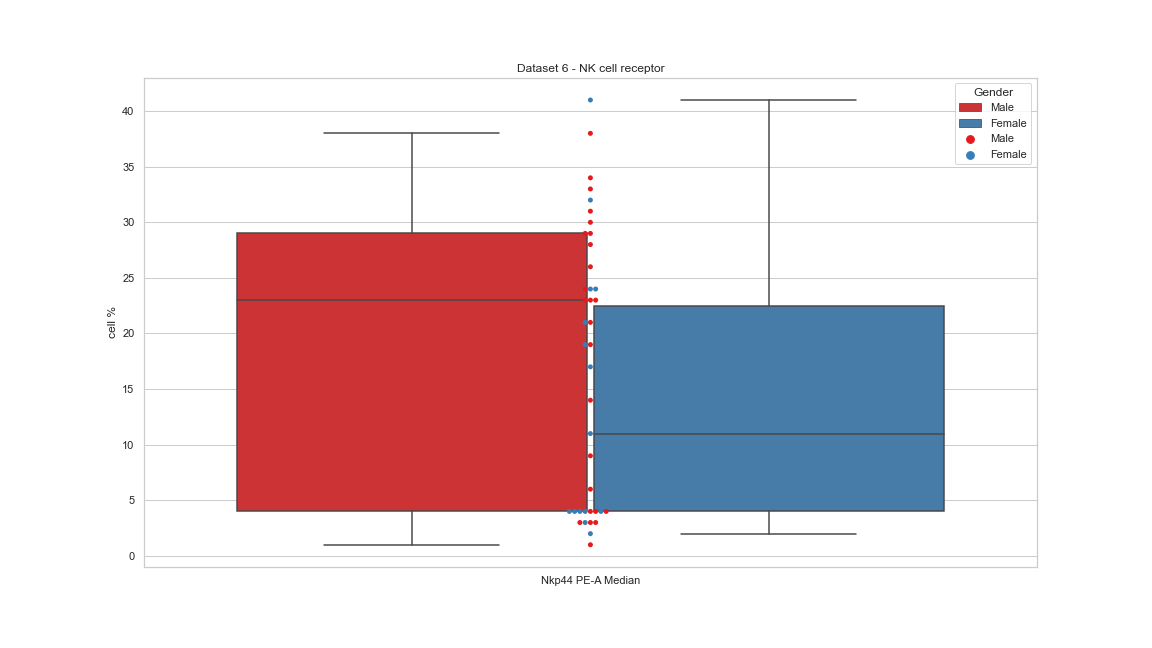 Dataset 6 - NK cell receptor
Gender
Male
Female
Male
Female
cell %
40
35
30
25
20
15
10
5
0
Nkp44 PE-A Median